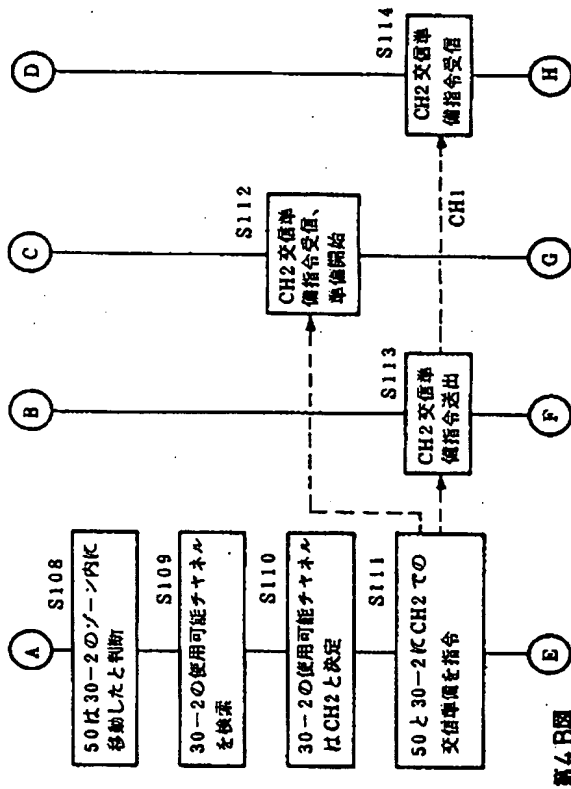 A
B
C
D
S108
50は30-2のゾーン内に
移動したと判断
S109
30-2の使用可能チャネル
を検索
S110
30-2の使用可能チャネル
はCH2と決定
S111
50と30-2にCH2での
交信準備を指令
S112
CH2交信準
備指令受信、
準備開始
S113
CH2交信準
備指令送出
CH1
S114
CH2交信準
備指令受信
E
F
G
H
第4B図